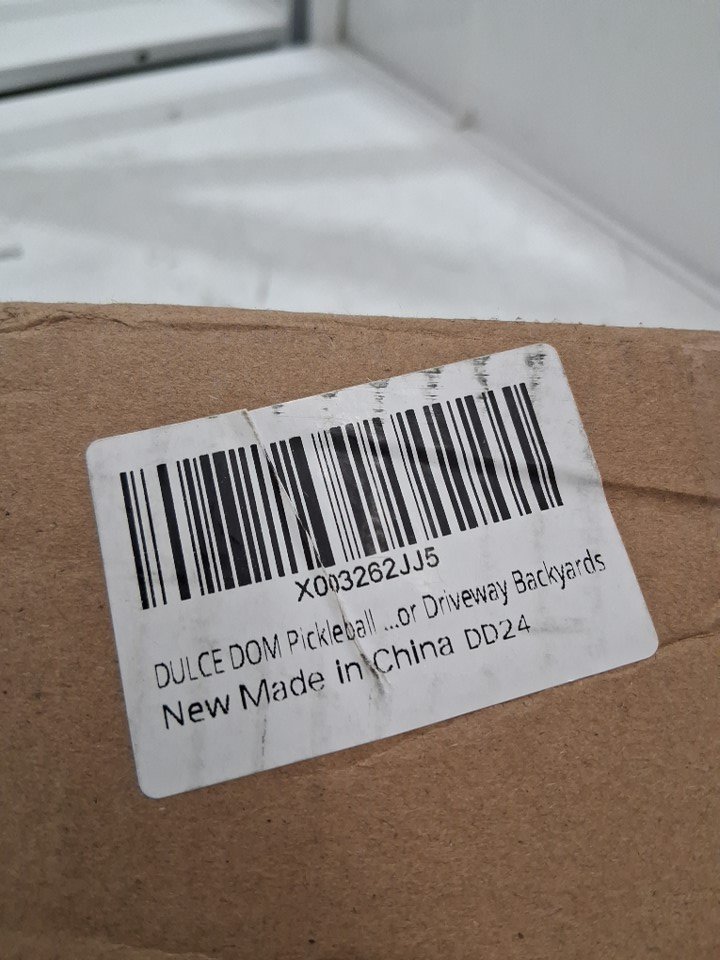 X003262JJ5
DULCE DOM Pickleball ...or Driveway Backyards
New Made in China DD24